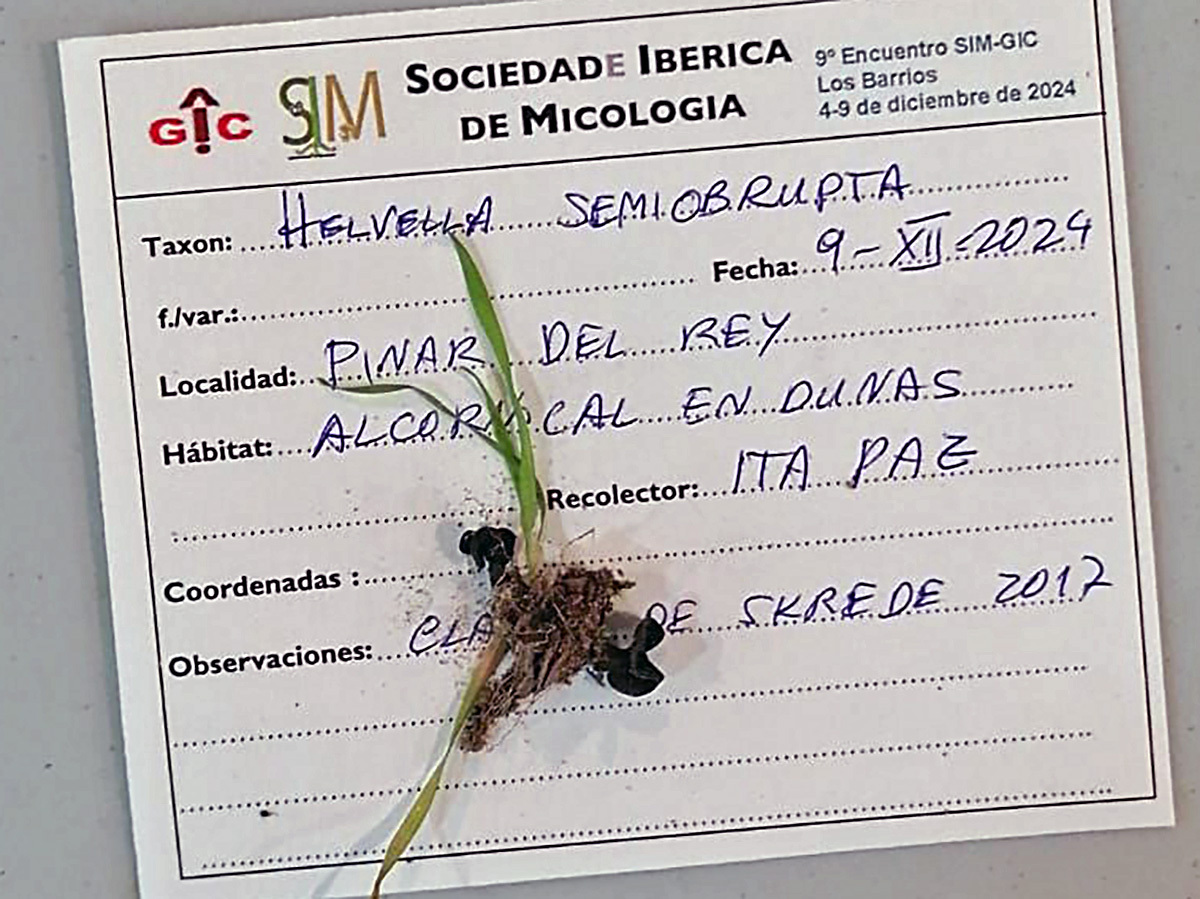 GIC SIM SOCIEDADE IBERICA DE MICOLOGIA
9º Encuentro SIM-GIC
Los Barrios
4-9 de diciembre de 2024
Taxon: HELVELLA SEMIOBRUPTA
f./var.: Fecha: 9-XII-2024
Localidad: PINAR DEL REY
Hábitat: ALCORNOCAL EN DUNAS
Recolector: ITA PAZ
Coordenadas :
Observaciones: DE SKREDE 2017